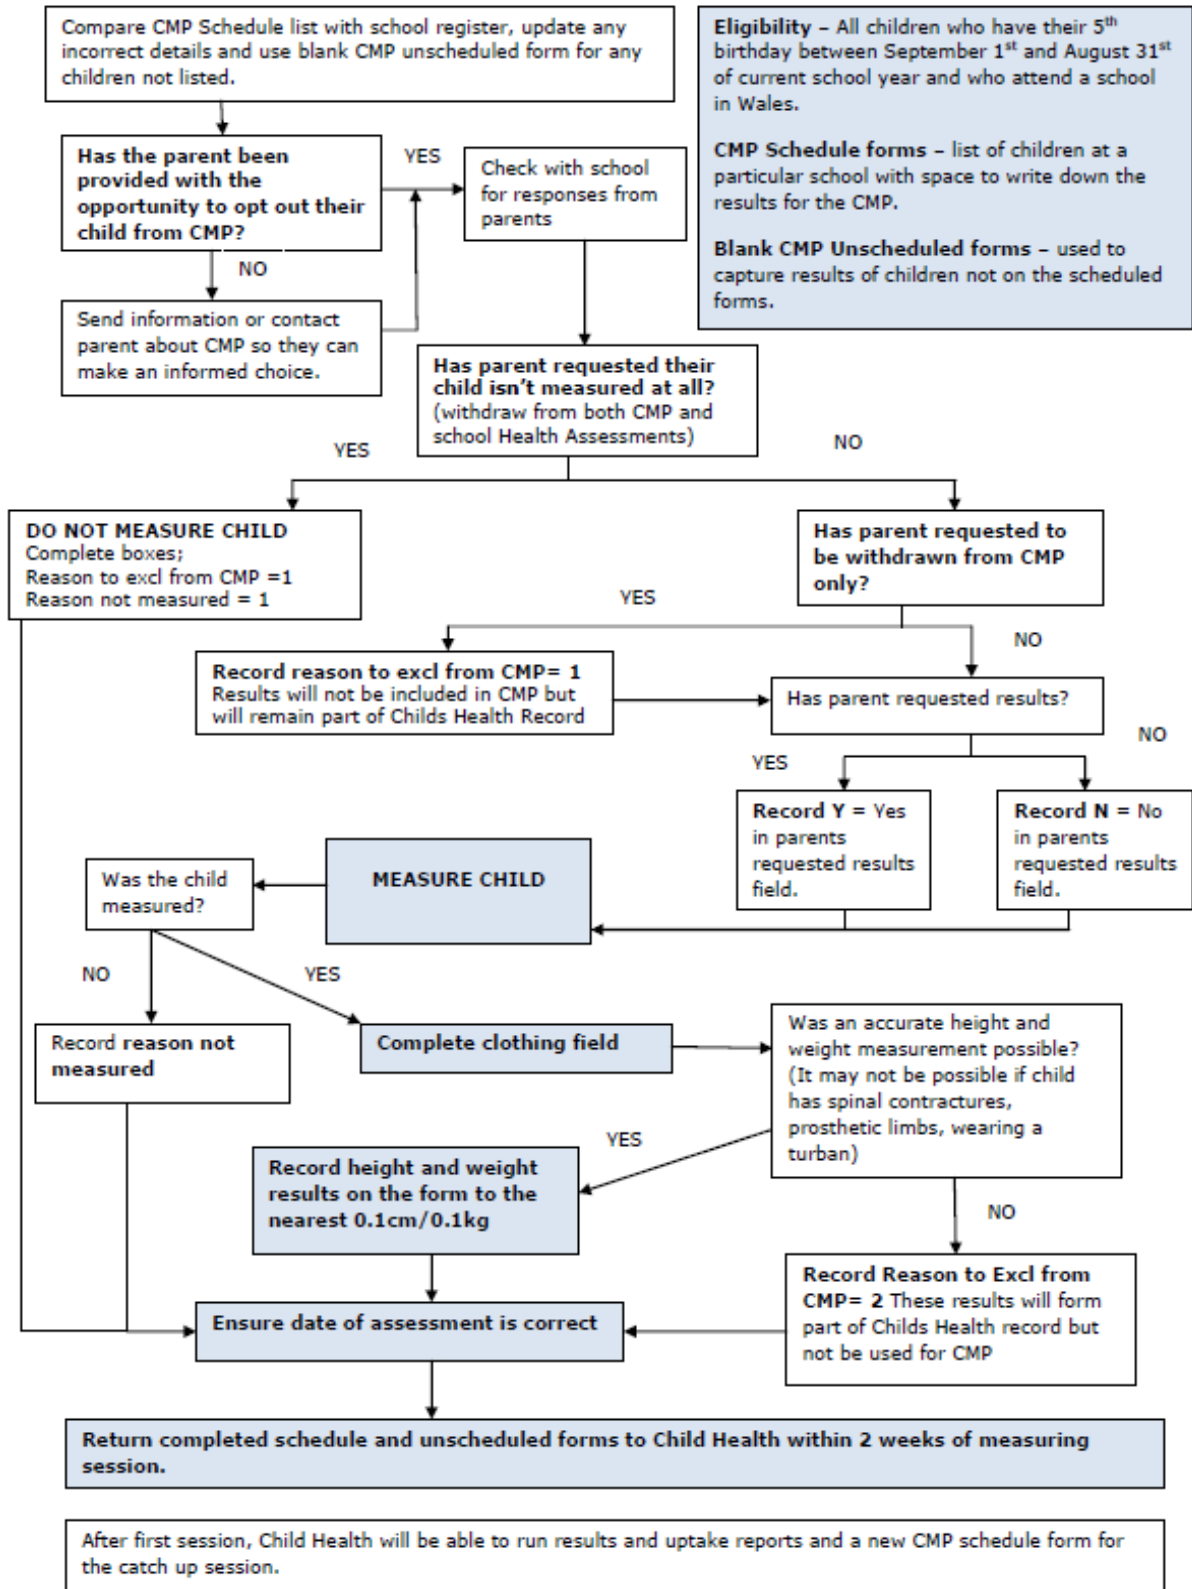 Compare CMP Schedule list with school register, update any
incorrect details and use blank CMP unscheduled form for any
children not listed.
Eligibility – All children who have their 5th
birthday between September 1st and August 31st
of current school year and who attend a school
in Wales.
CMP Schedule forms – list of children at a
particular school with space to write down the
results for the CMP.
Blank CMP Unscheduled forms – used to
capture results of children not on the scheduled
forms.
Has the parent been
provided with the
opportunity to opt out their
child from CMP?
YES
Check with school
for responses from
parents
NO
Send information or contact
parent about CMP so they can
make an informed choice.
Has parent requested their
child isn't measured at all?
(withdraw from both CMP and
school Health Assessments)
YES
NO
DO NOT MEASURE CHILD
Complete boxes;
Reason to excl from CMP =1
Reason not measured = 1
Has parent requested to
be withdrawn from CMP
only?
YES
NO
Record reason to excl from CMP= 1
Results will not be included in CMP but
will remain part of Childs Health Record
Has parent requested results?
YES
NO
Record Y = Yes
in parents
requested results
field.
Record N = No
in parents
requested results
field.
MEASURE CHILD
Was the child
measured?
NO
YES
Record reason not
measured
Complete clothing field
Was an accurate height and
weight measurement possible?
(It may not be possible if child
has spinal contractures,
prosthetic limbs, wearing a
turban)
YES
NO
Record height and weight
results on the form to the
nearest 0.1cm/0.1kg
Record Reason to Excl from
CMP= 2 These results will form
part of Childs Health record but
not be used for CMP
Ensure date of assessment is correct
Return completed schedule and unscheduled forms to Child Health within 2 weeks of measuring
session.
After first session, Child Health will be able to run results and uptake reports and a new CMP schedule form for
the catch up session.